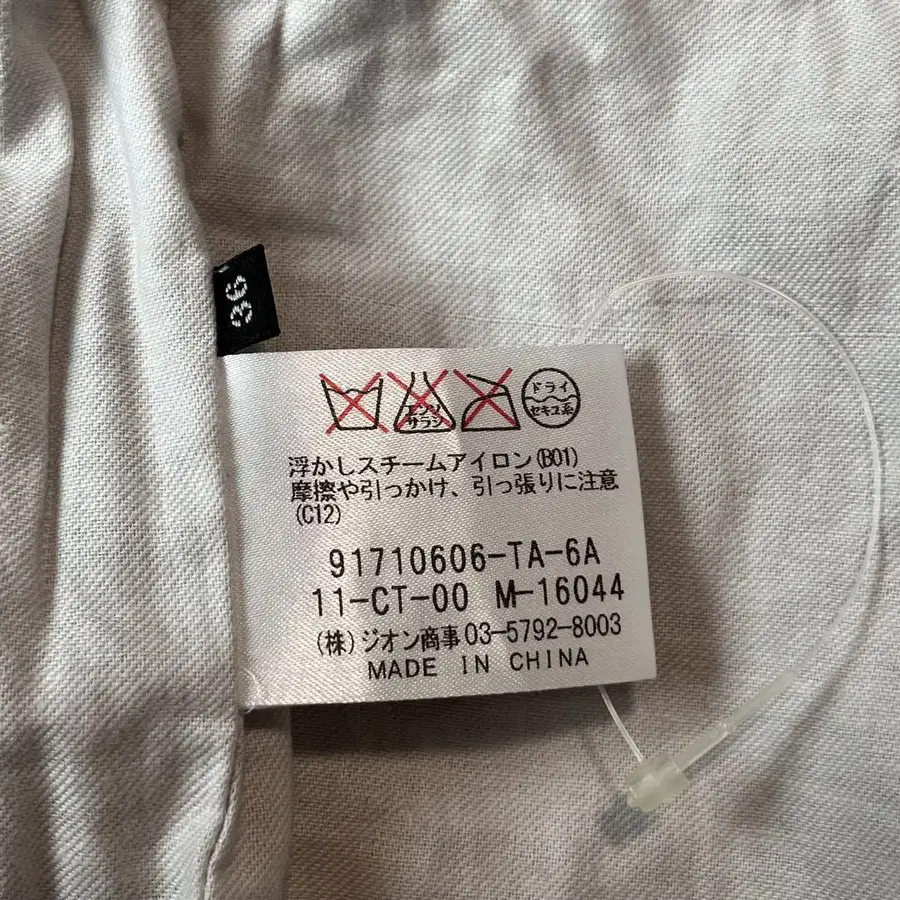 36
エンソ
サラシ
ドライ
セキユ系
浮かしスチームアイロン(B01)
摩擦や引っかけ、引っ張りに注意
(C12)
91710606-TA-6A
11-CT-00 M-16044
(株)ジオン商事 03-5792-8003
MADE IN CHINA